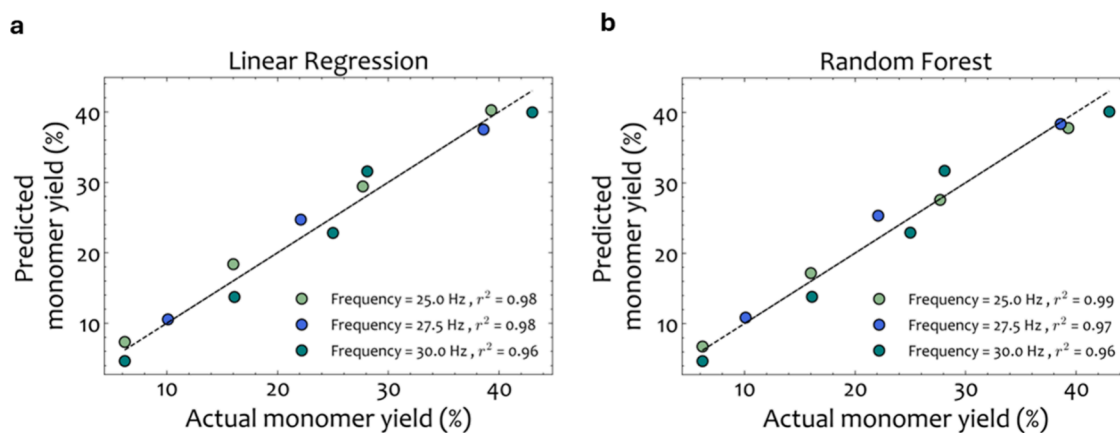 a
Linear Regression
Predicted
monomer yield (%)
40
30
20
10
Frequency = 25.0 Hz , r² = 0.98
Frequency = 27.5 Hz , r² = 0.98
Frequency = 30.0 Hz , r² = 0.96
10 20 30 40
Actual monomer yield (%)
b
Random Forest
Predicted
monomer yield (%)
40
30
20
10
Frequency = 25.0 Hz , r² = 0.99
Frequency = 27.5 Hz , r² = 0.97
Frequency = 30.0 Hz , r² = 0.96
10 20 30 40
Actual monomer yield (%)